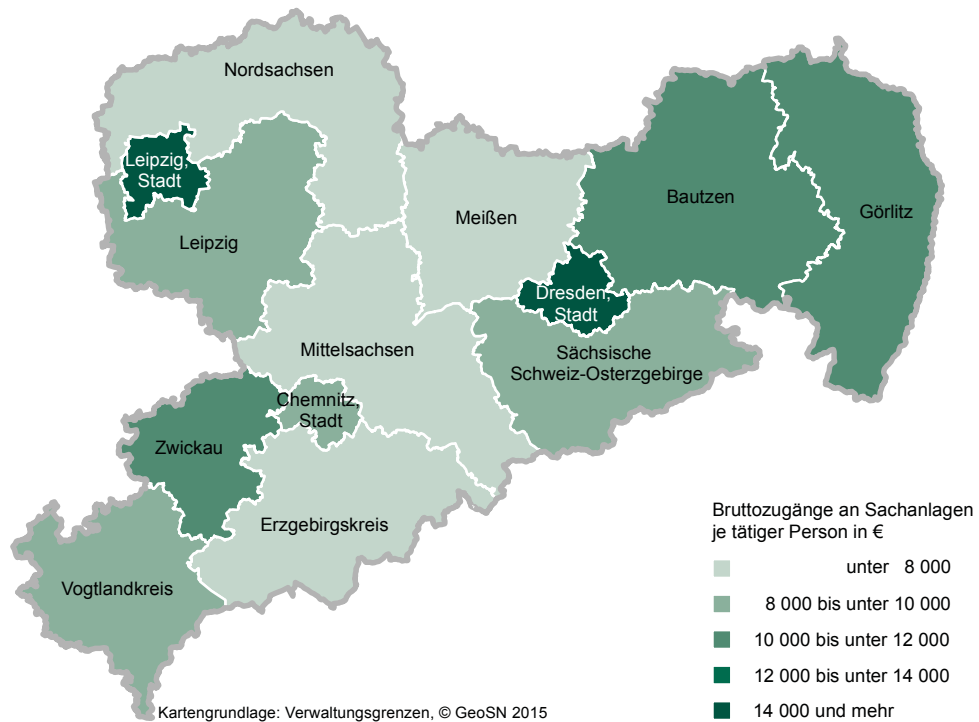 Nordsachsen
Leipzig,
Stadt
Leipzig
Meißen
Bautzen
Görlitz
Dresden,
Stadt
Mittelsachsen
Sächsische
Schweiz-Osterzgebirge
Chemnitz,
Stadt
Zwickau
Erzgebirgskreis
Vogtlandkreis
Bruttozugänge an Sachanlagen
je tätiger Person in €
unter 8 000
8 000 bis unter 10 000
10 000 bis unter 12 000
12 000 bis unter 14 000
14 000 und mehr
Kartengrundlage: Verwaltungsgrenzen, © GeoSN 2015